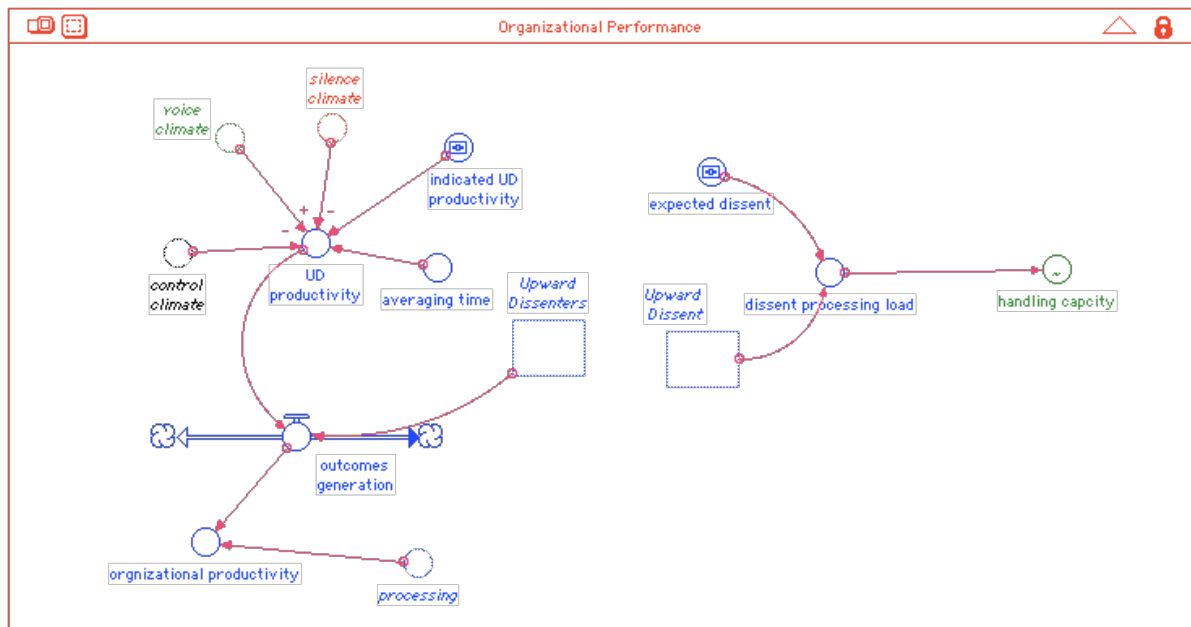 Organizational Performance
silence
climate
voice
climate
+
-
-
indicated UD
productivity
expected dissent
UD
productivity
control
climate
averaging time
Upward
Dissenters
Upward
Dissent
dissent processing load
~
handling capcity
outcomes
generation
orgnizational productivity
processing